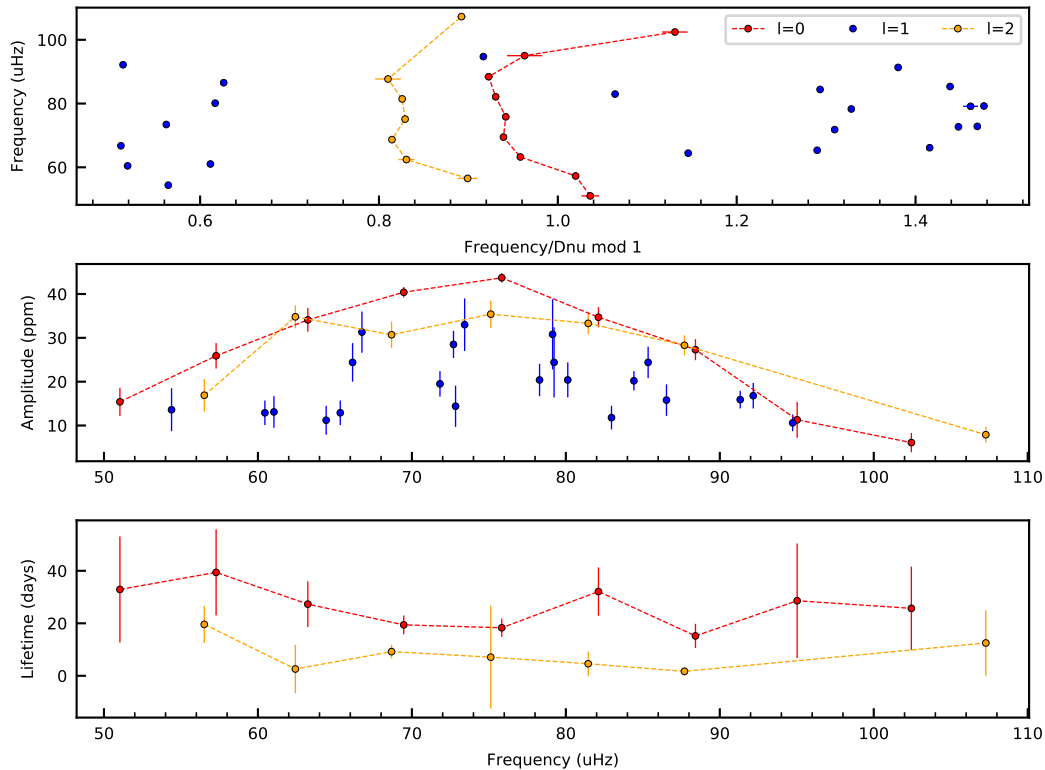 l=0 l=1 l=2
Frequency (uHz)
100
80
60
0.6 0.8 1.0 1.2 1.4
Frequency/Dnu mod 1
Amplitude (ppm)
40
30
20
10
50 60 70 80 90 100 110
Lifetime (days)
40
20
0
50 60 70 80 90 100 110
Frequency (uHz)